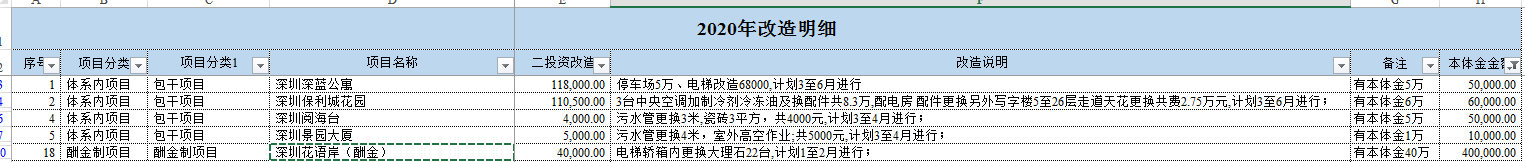 A B C D E F G H
1 2020年改造明细
2 序号 项目分类 项目分类1 项目名称 二投资改造 改造说明 备注 本体金金额
1 体系内项目 包干项目 深圳深蓝公寓 118,000.00 停车场5万、电梯改造68000,计划3至6月进行 有本体金5万 50,000.00
2 体系内项目 包干项目 深圳保利城花园 110,500.00 3台中央空调加制冷剂冷冻油及换配件共8.3万,配电房 配件更换另外写字楼5至26层走道天花更换共费2.75万元,计划3至6月进行； 有本体金6万 60,000.00
4 体系内项目 包干项目 深圳阅海台 4,000.00 污水管更换3米,瓷砖3平方，共4000元,计划3至4月进行； 有本体金5万 50,000.00
5 体系内项目 包干项目 深圳景园大厦 5,000.00 污水管更换4米，室外高空作业;共5000元,计划3至4月进行； 有本体金1万 10,000.00
18 酬金制项目 酬金制项目 深圳花语岸（酬金） 40,000.00 电梯轿箱内更换大理石22台,计划1至2月进行； 有本体金40万 400,000.00